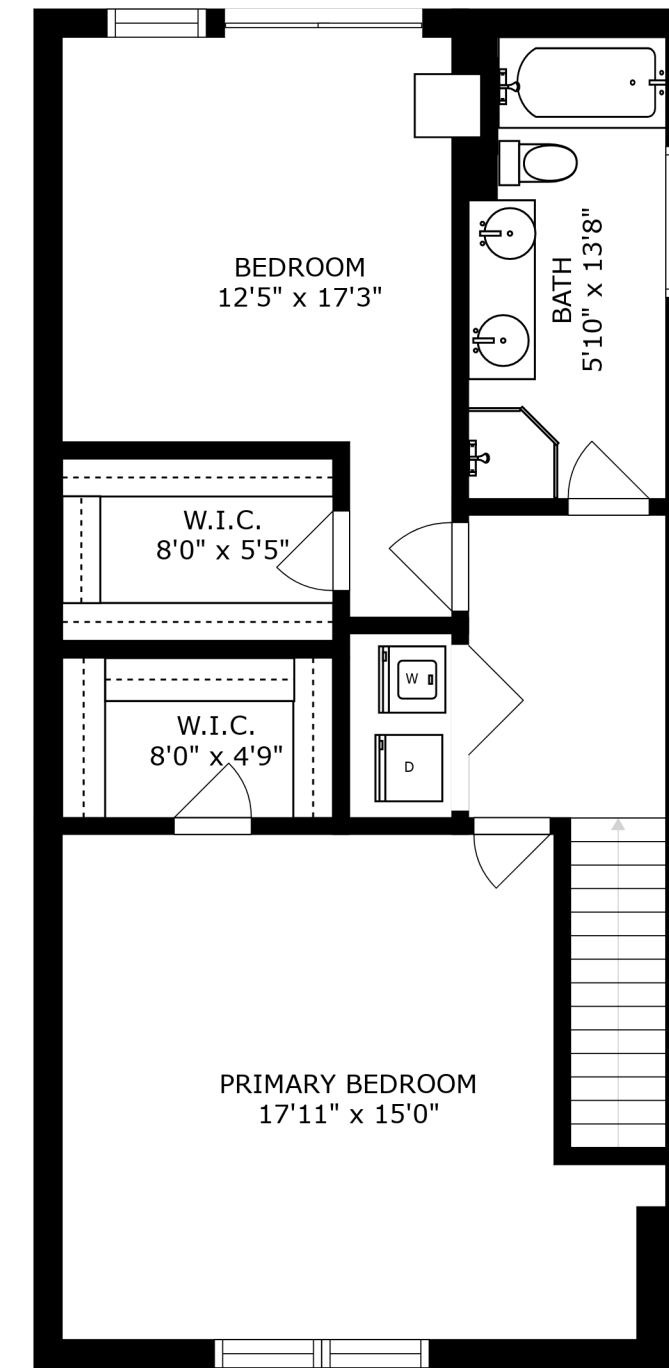 BEDROOM
12'5" x 17'3"
BATH
5'10" x 13'8"
W.I.C.
8'0" x 5'5"
W
W.I.C.
8'0" x 4'9"
D
PRIMARY BEDROOM
17'11" x 15'0"